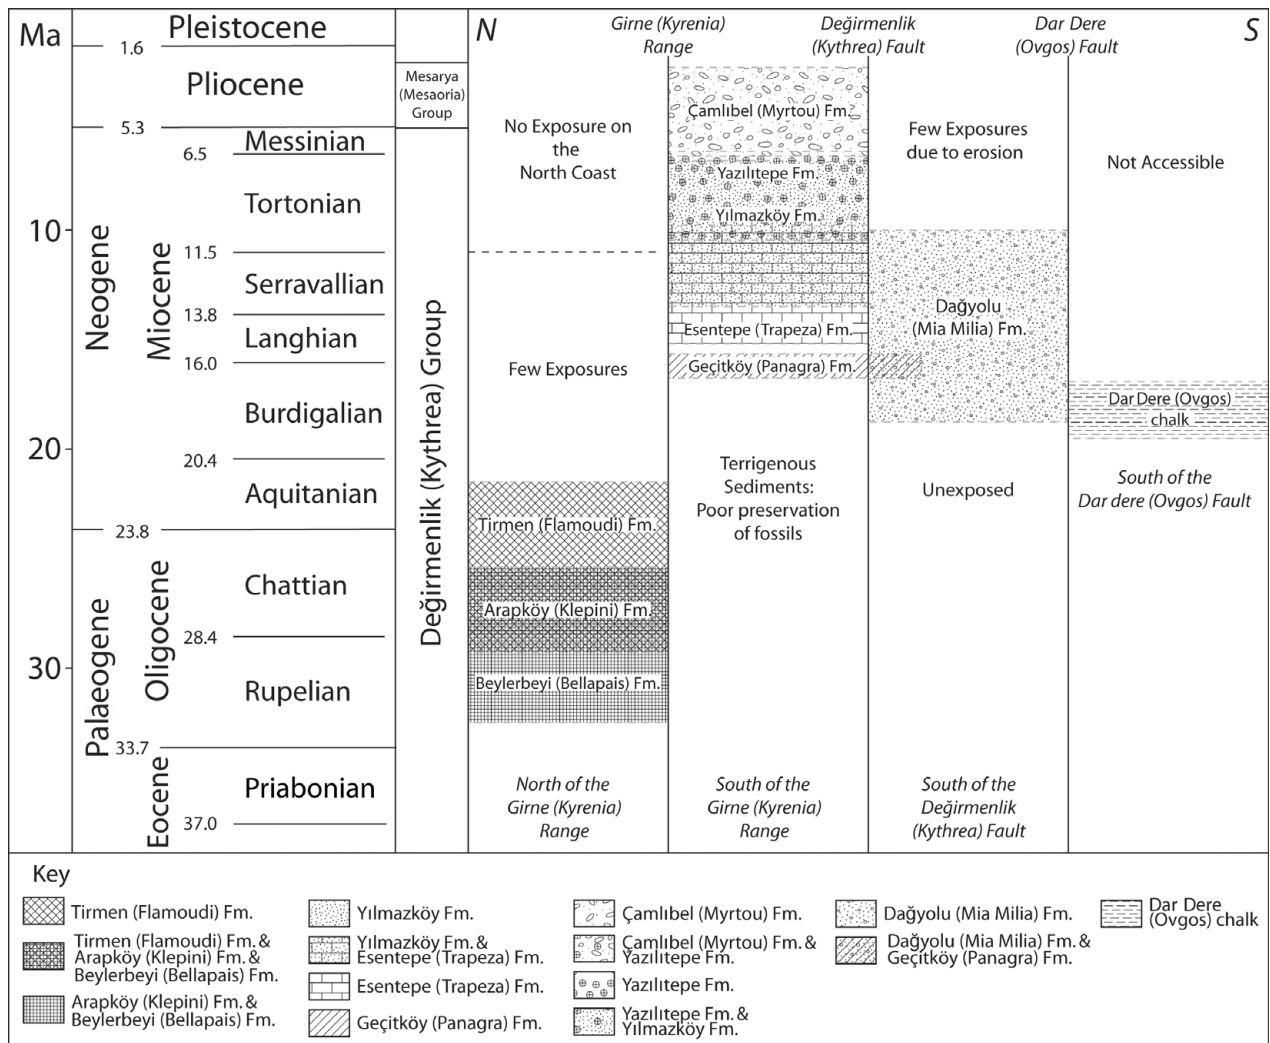 Ma
Pleistocene
1.6
Pliocene
5.3
Messinian
6.5
Tortonian
10
11.5
Serravallian
13.8
Langhian
16.0
Burdigalian
20
20.4
Aquitanian
23.8
Chattian
28.4
30
Rupelian
33.7
Priabonian
37.0
Neogene
Miocene
Palaeogene
Oligocene
Eocene
Mesarya
(Mesaoria)
Group
Değirmenlik (Kythrea) Group
N
Girne (Kyrenia)
Range
Değirmenlik
(Kythrea) Fault
Dar Dere
(Ovgos) Fault
S
No Exposure on
the
North Coast
Few Exposures
Tirmen (Flamoudi) Fm.
Arapköy (Klepini) Fm.
Beylerbeyi (Bellapais) Fm.
North of the
Girne (Kyrenia)
Range
Çamlıbel (Myrtou) Fm.
Yazılıtepe Fm.
Yılmazköy Fm.
Esentepe (Trapeza) Fm.
Geçitköy (Panagra) Fm.
Terrigenous
Sediments:
Poor preservation
of fossils
South of the
Girne (Kyrenia)
Range
Few Exposures
due to erosion
Dağyolu
(Mia Milia) Fm.
Unexposed
South of the
Değirmenlik
(Kythrea) Fault
Not Accessible
Dar Dere (Ovgos)
chalk
South of the
Dar dere (Ovgos) Fault
Key
Tirmen (Flamoudi) Fm.
Tirmen (Flamoudi) Fm. &
Arapköy (Klepini) Fm. &
Beylerbeyi (Bellapais) Fm.
Arapköy (Klepini) Fm. &
Beylerbeyi (Bellapais) Fm.
Yılmazköy Fm.
Yılmazköy Fm. &
Esentepe (Trapeza) Fm.
Esentepe (Trapeza) Fm.
Geçitköy (Panagra) Fm.
Çamlıbel (Myrtou) Fm.
Çamlıbel (Myrtou) Fm. &
Yazılıtepe Fm.
Yazılıtepe Fm.
Yazılıtepe Fm. &
Yılmazköy Fm.
Dağyolu (Mia Milia) Fm.
Dağyolu (Mia Milia) Fm. &
Geçitköy (Panagra) Fm.
Dar Dere
(Ovgos) chalk